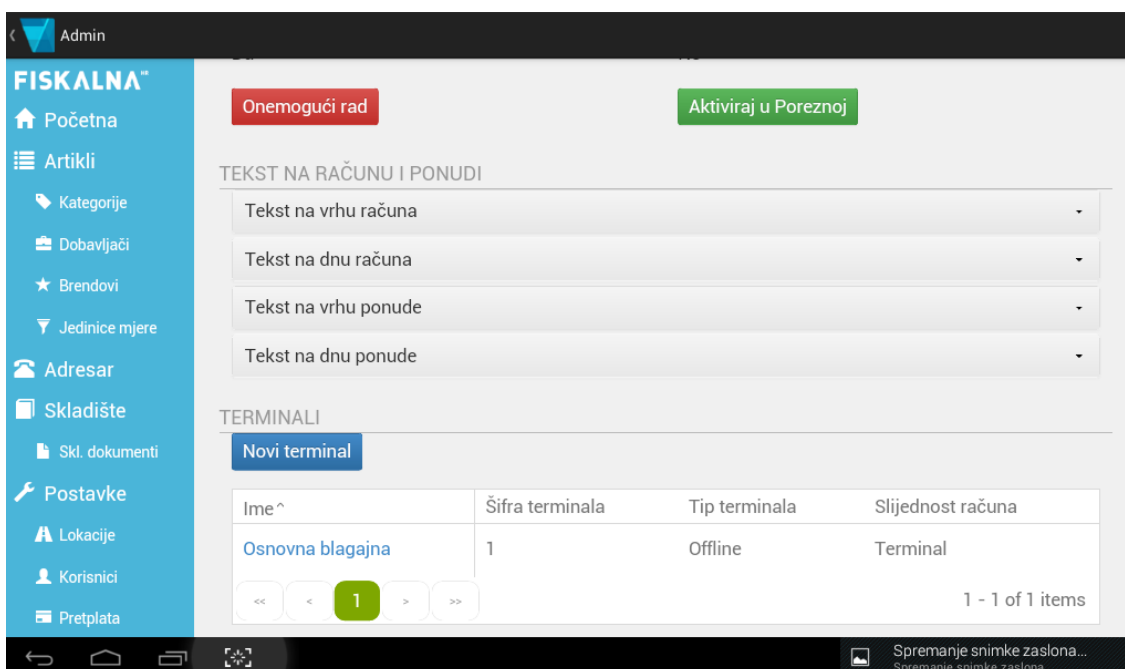 Admin
FISKALNA
Početna
Artikli
Kategorije
Dobavljači
Brendovi
Jedinice mjere
Adresar
Skladište
Skl. dokumenti
Postavke
Lokacije
Korisnici
Pretplata
Onemogući rad
Aktiviraj u Poreznoj
TEKST NA RAČUNU I PONUDI
Tekst na vrhu računa
Tekst na dnu računa
Tekst na vrhu ponude
Tekst na dnu ponude
TERMINALI
Novi terminal
Ime^ Šifra terminala Tip terminala Slijednost računa
Osnovna blagajna 1 Offline Terminal
<< < 1 > >> 1 - 1 of 1 items
Spremanje snimke zaslona...
Spremanje snimke zaslona